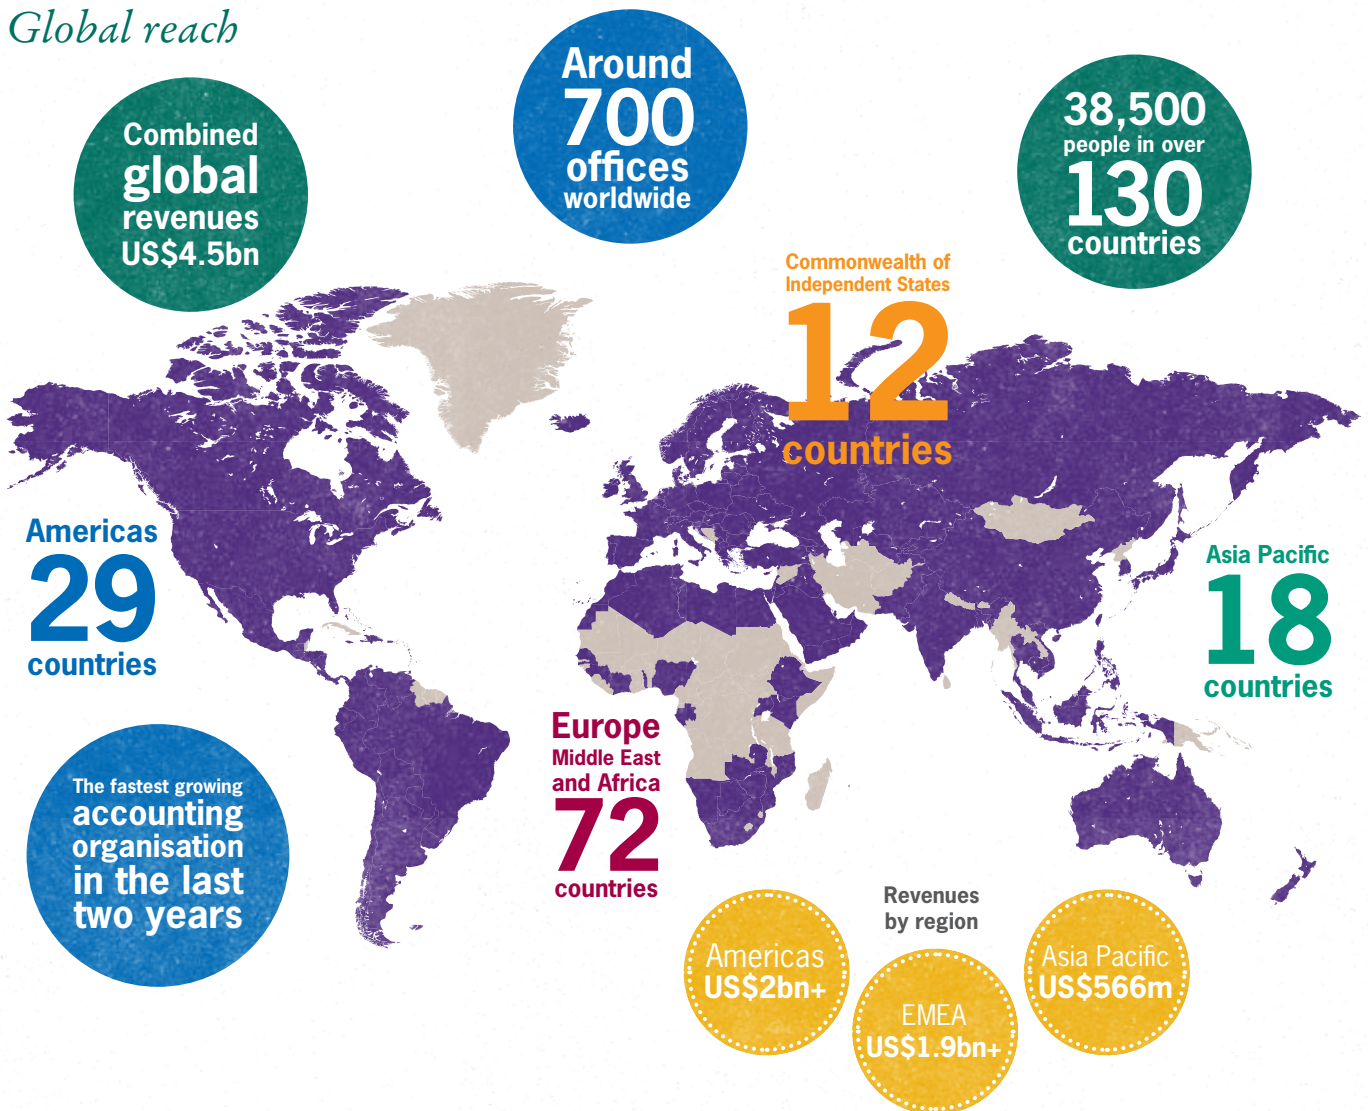 Global reach
Combined
global
revenues
US$4.5bn
Around
700
offices
worldwide
38,500
people in over
130
countries
Commonwealth of
Independent States
12
countries
Americas
29
countries
Asia Pacific
18
countries
Europe
Middle East
and Africa
72
countries
The fastest growing
accounting
organisation
in the last
two years
Revenues
by region
Americas
US$2bn+
EMEA
US$1.9bn+
Asia Pacific
US$566m